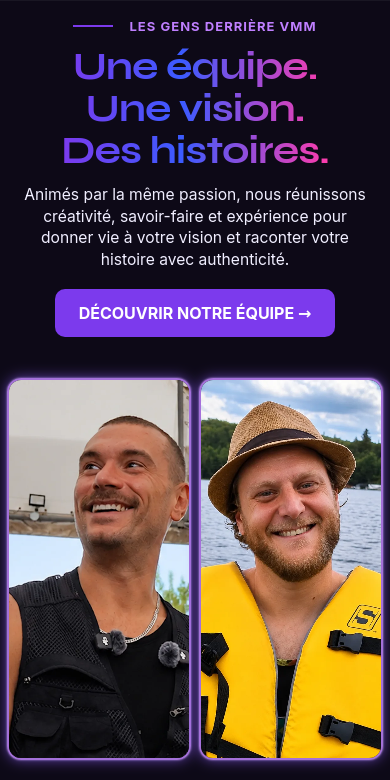 LES GENS DERRIÈRE VMM
Une équipe.
Une vision.
Des histoires.
Animés par la même passion, nous réunissons
créativité, savoir-faire et expérience pour
donner vie à votre vision et raconter votre
histoire avec authenticité.
DÉCOUVRIR NOTRE ÉQUIPE →
S